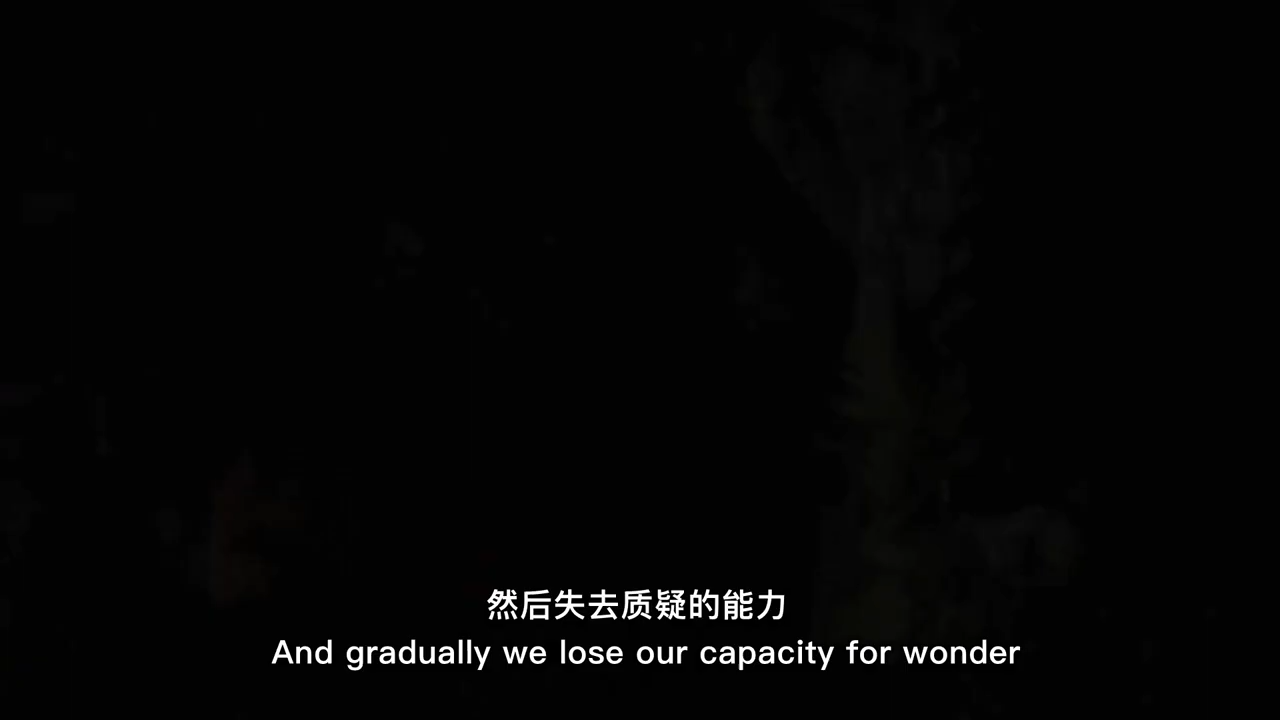 然后失去质疑的能力
And gradually we lose our capacity for wonder